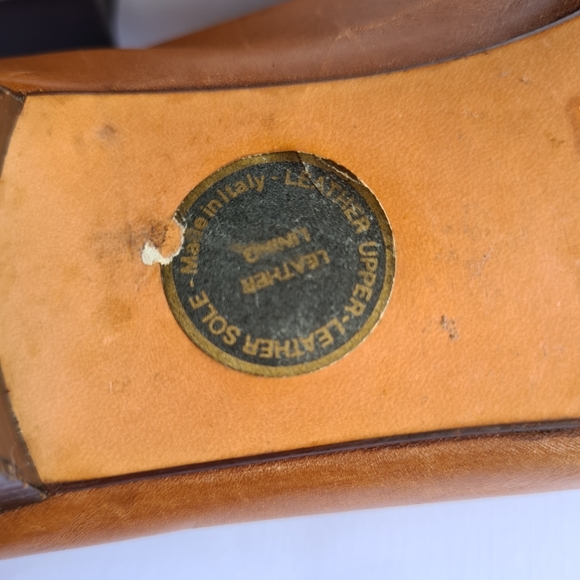 Made in Italy - LEATHER UPPER-LEATHER SOLE -
LEATHER
LINING